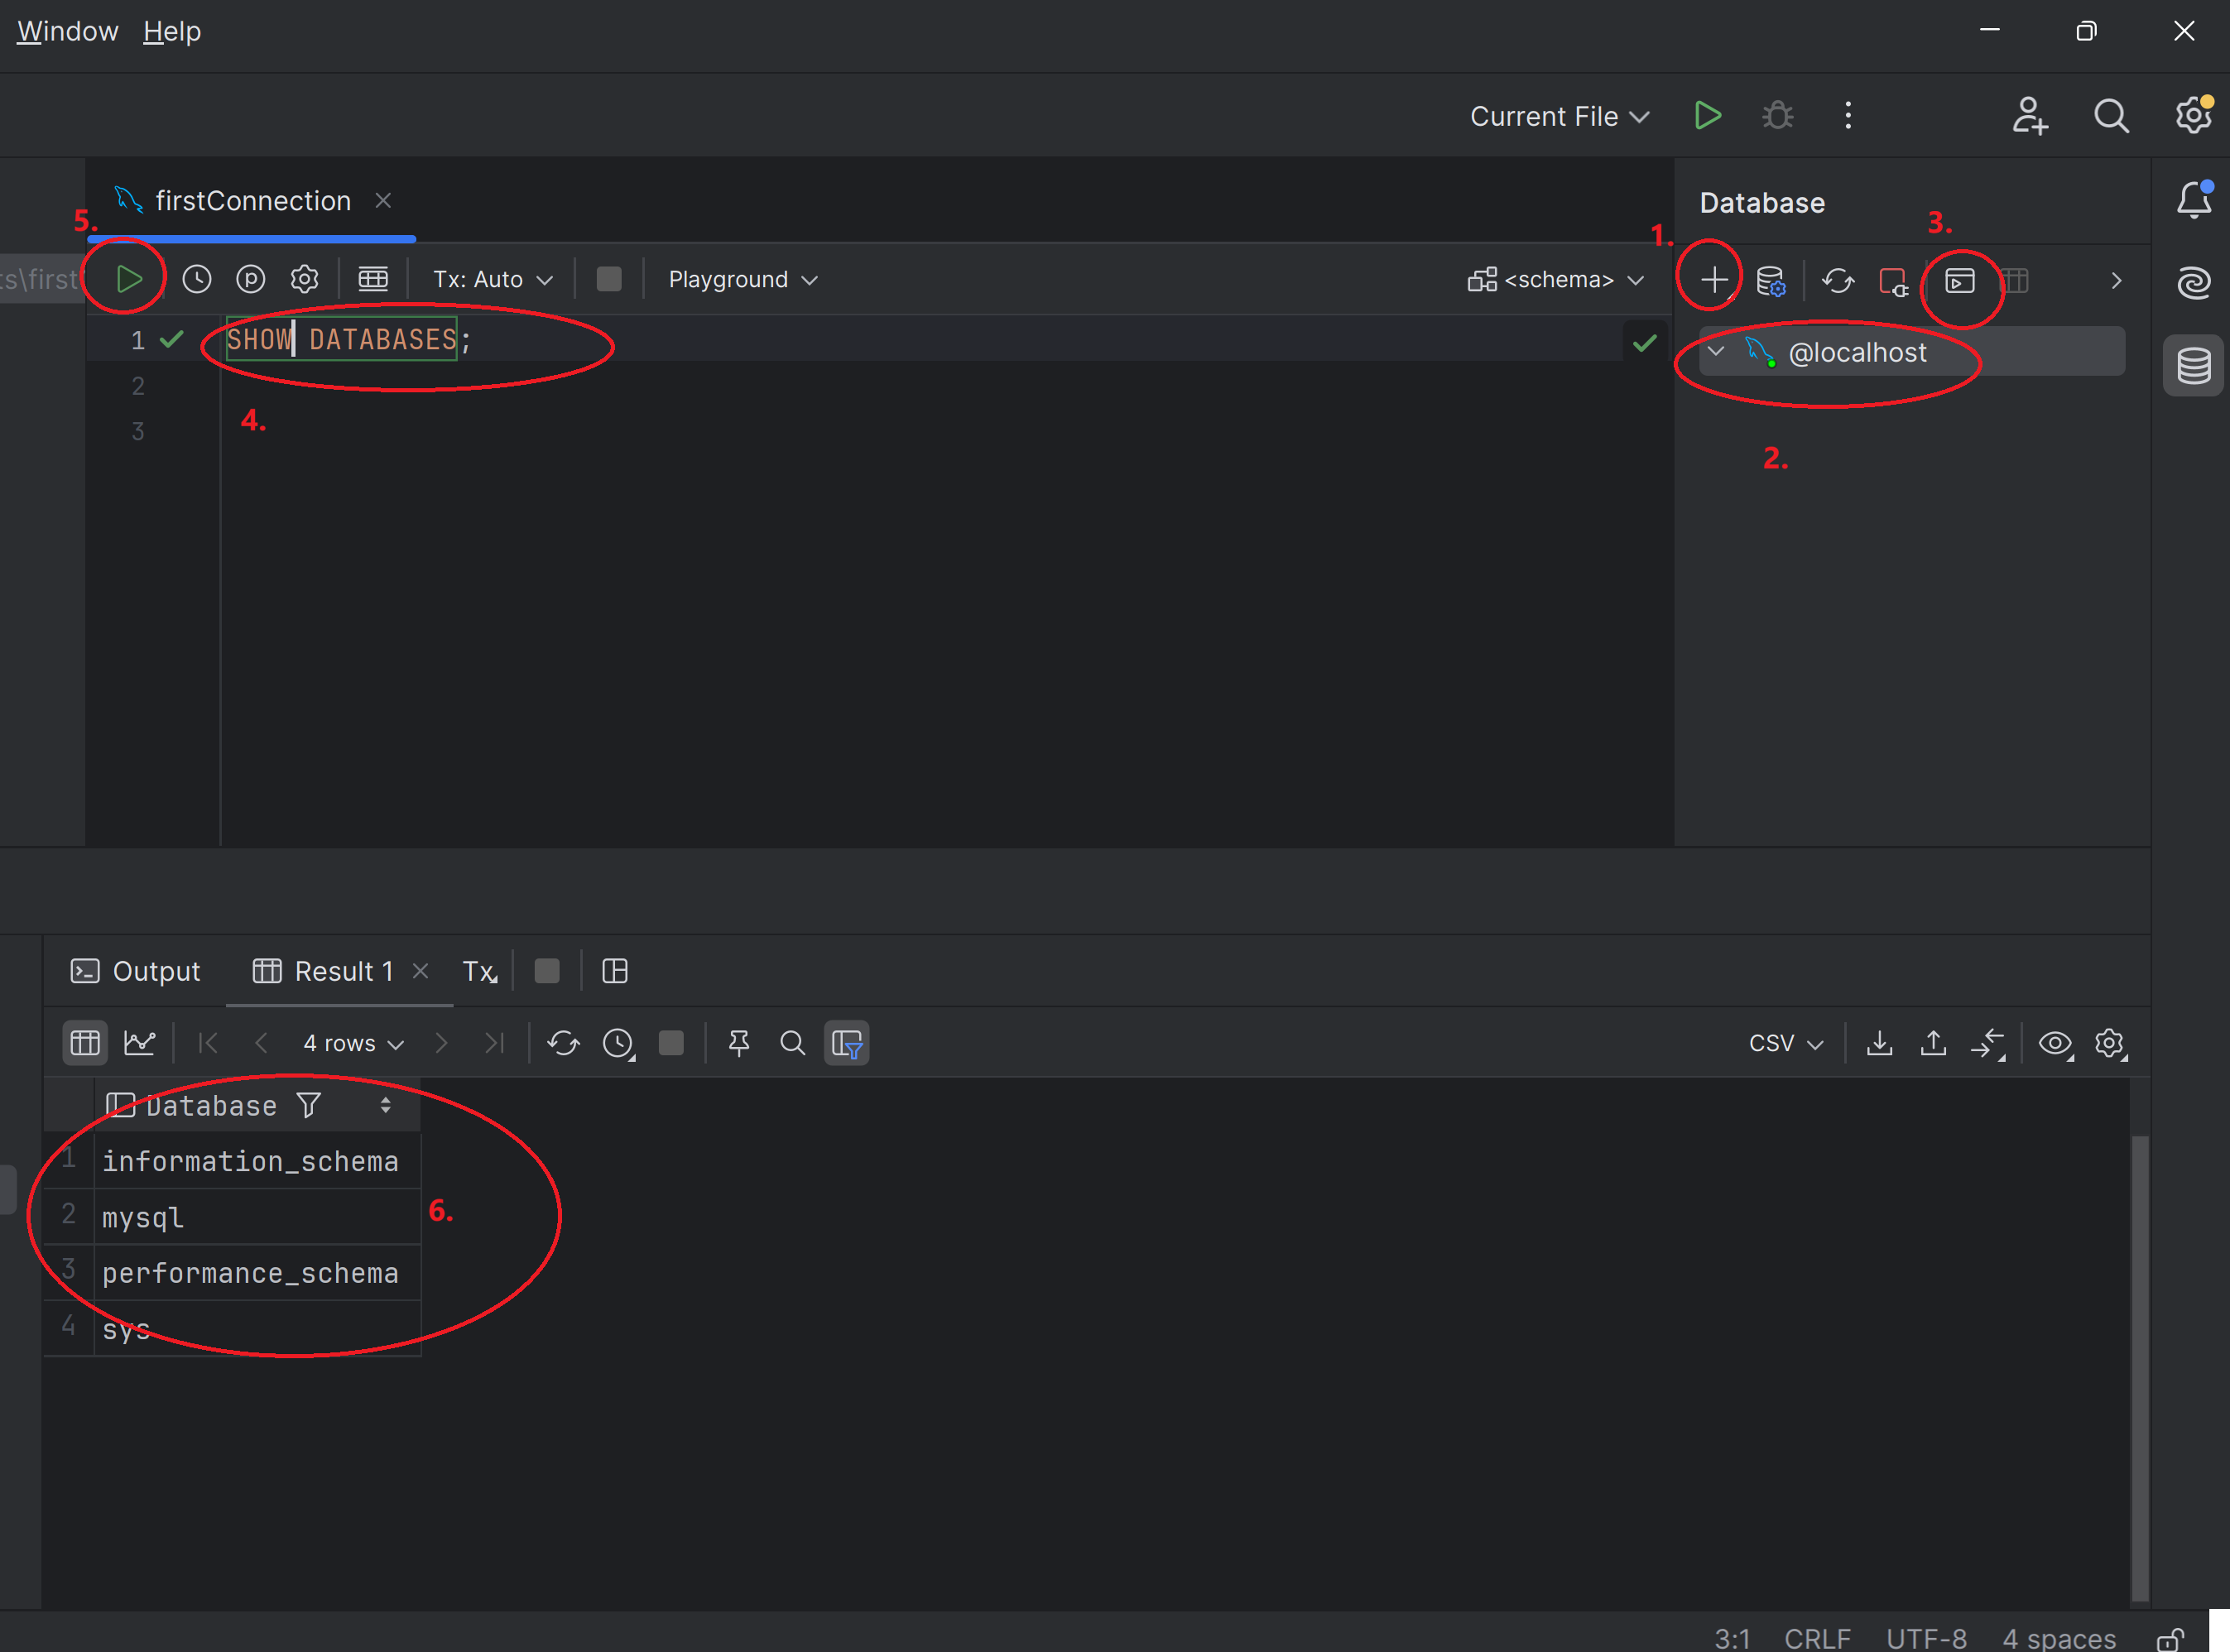 Window Help
Current File
firstConnection
Database
5.
1.
3.
ts\first
Tx: Auto
Playground
<schema>
1 SHOW DATABASES;
@localhost
2
4.
3
2.
Output
Result 1
Tx
4 rows
CSV
Database
1 information_schema
2 mysql
6.
3 performance_schema
4 sys
3:1 CRLF UTF-8 4 spaces